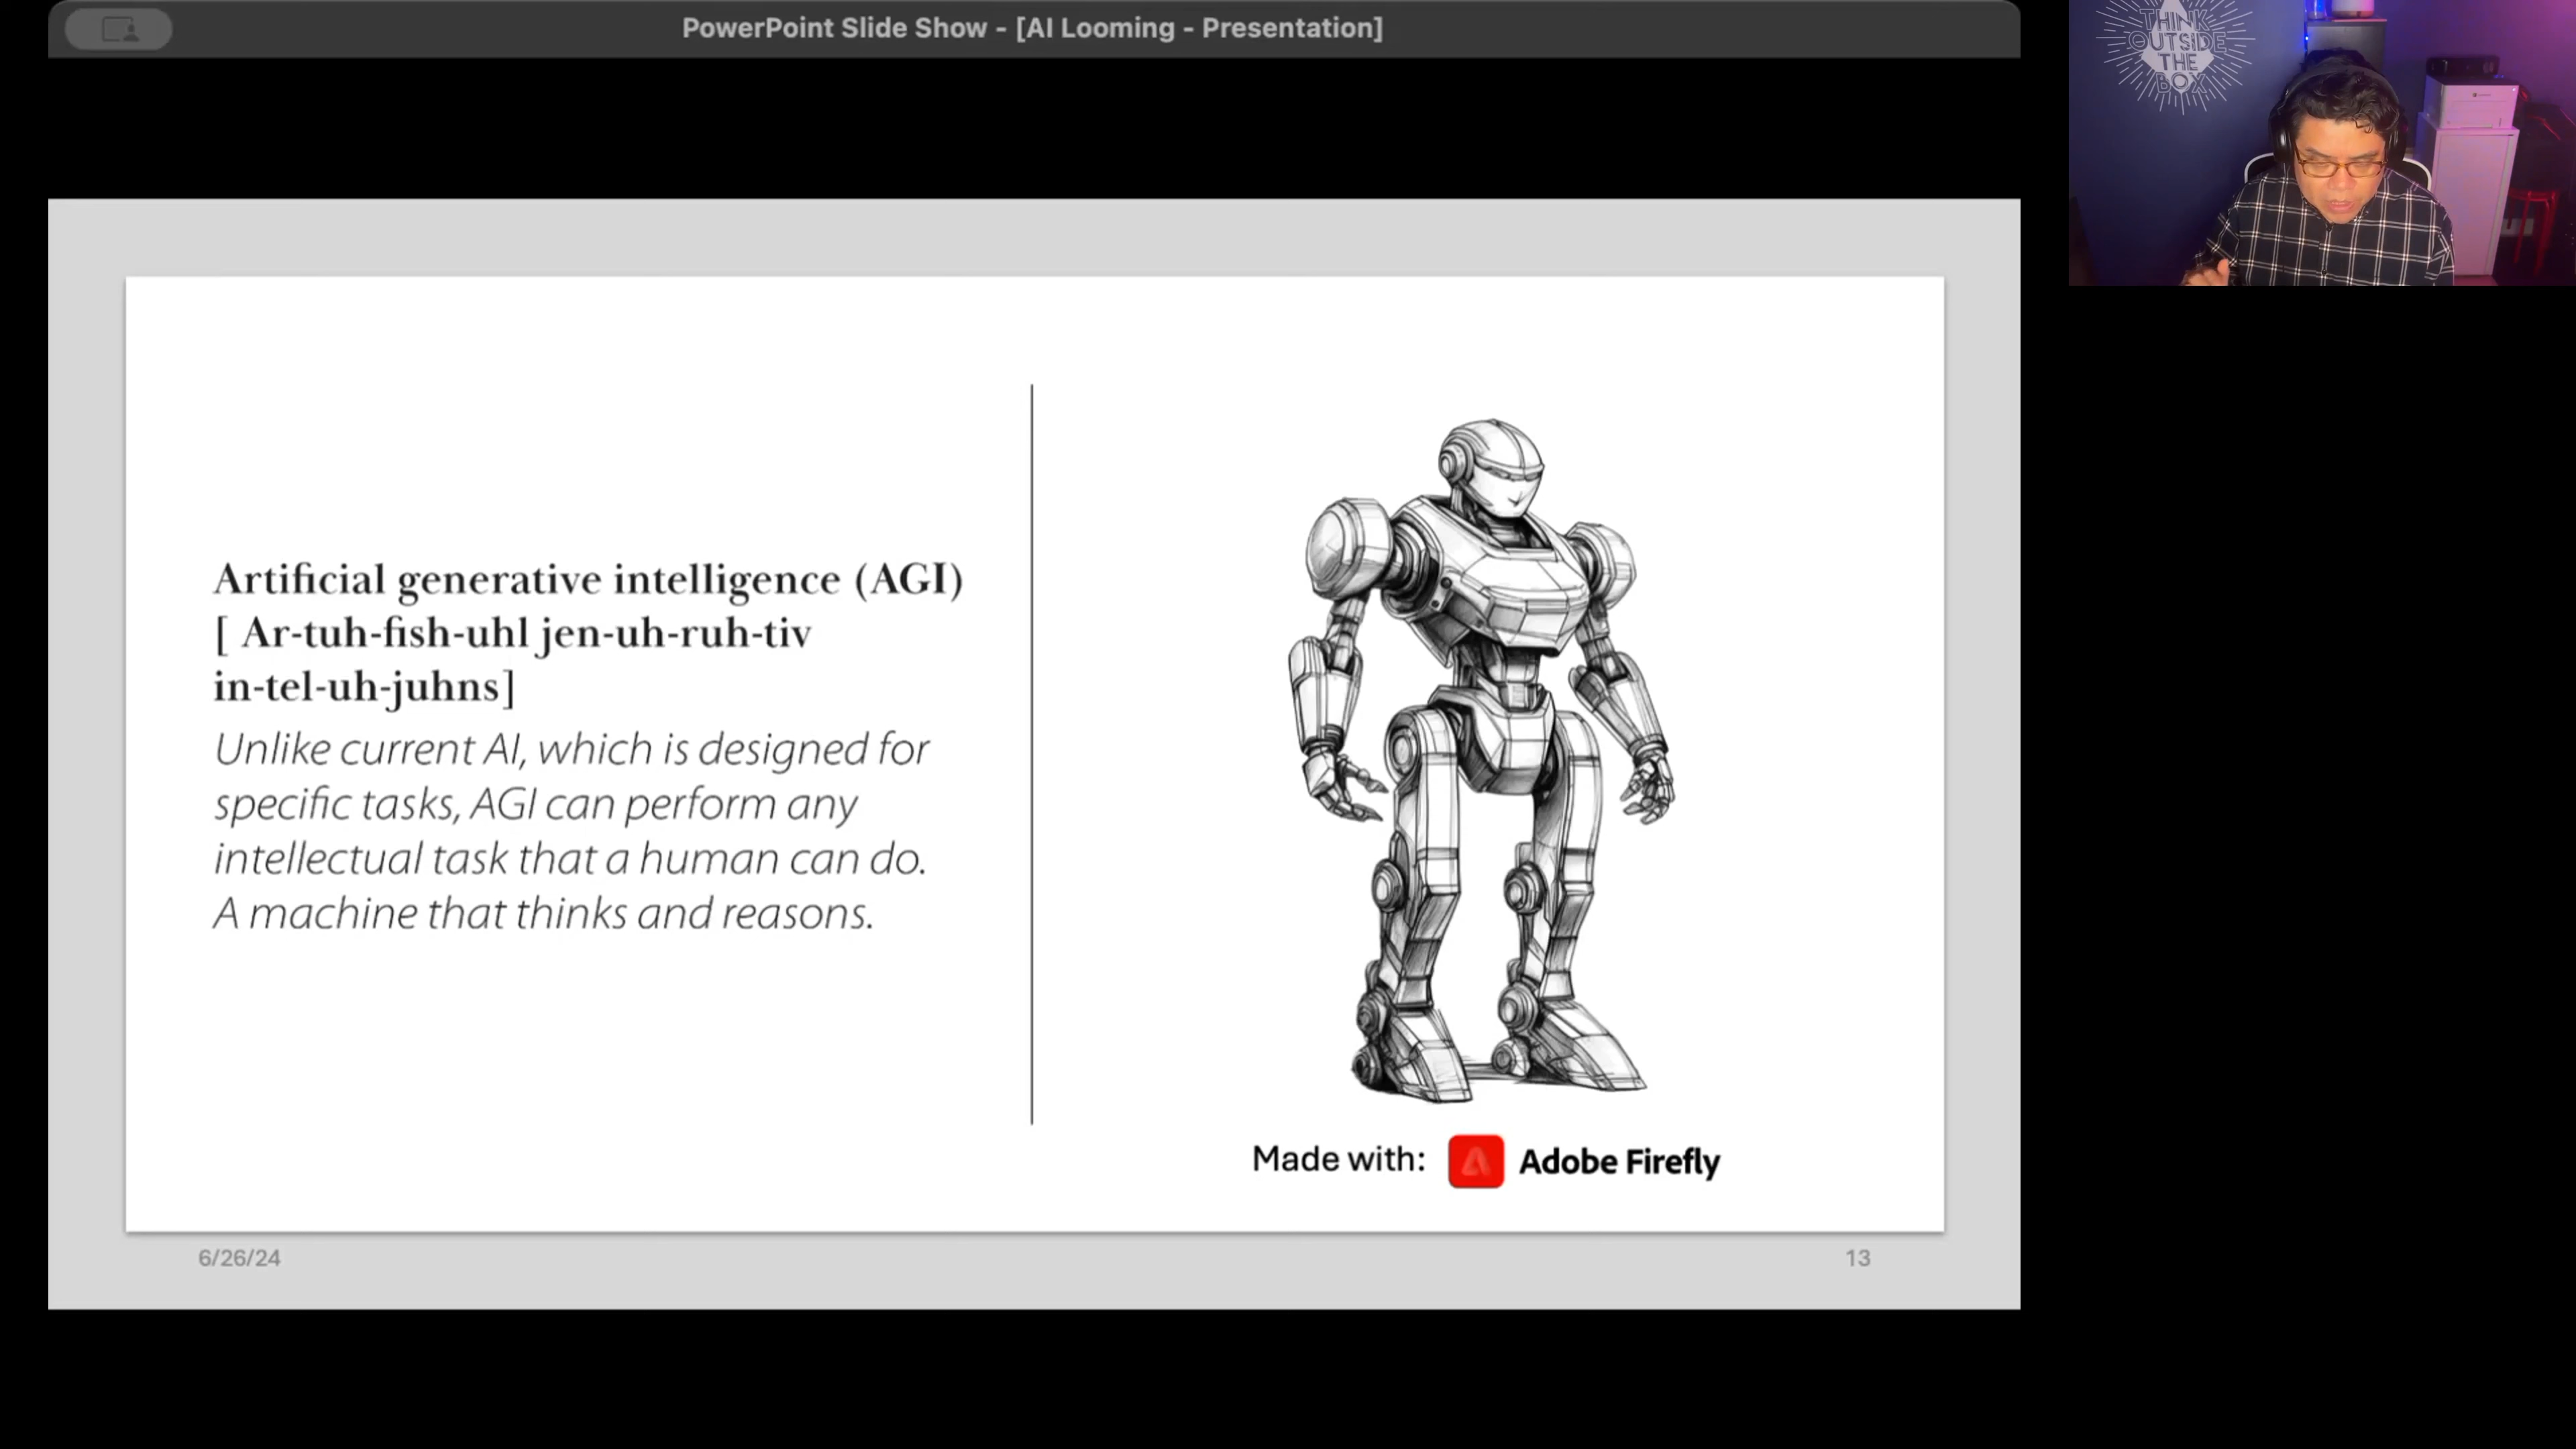 PowerPoint Slide Show - [AI Looming - Presentation]
THINK
OUTSIDE
THE
BOX
Artificial generative intelligence (AGI)
[ Ar-tuh-fish-uhl jen-uh-ruh-tiv
in-tel-uh-juhns]
Unlike current AI, which is designed for
specific tasks, AGI can perform any
intellectual task that a human can do.
A machine that thinks and reasons.
Made with: Adobe Firefly
6/26/24
13